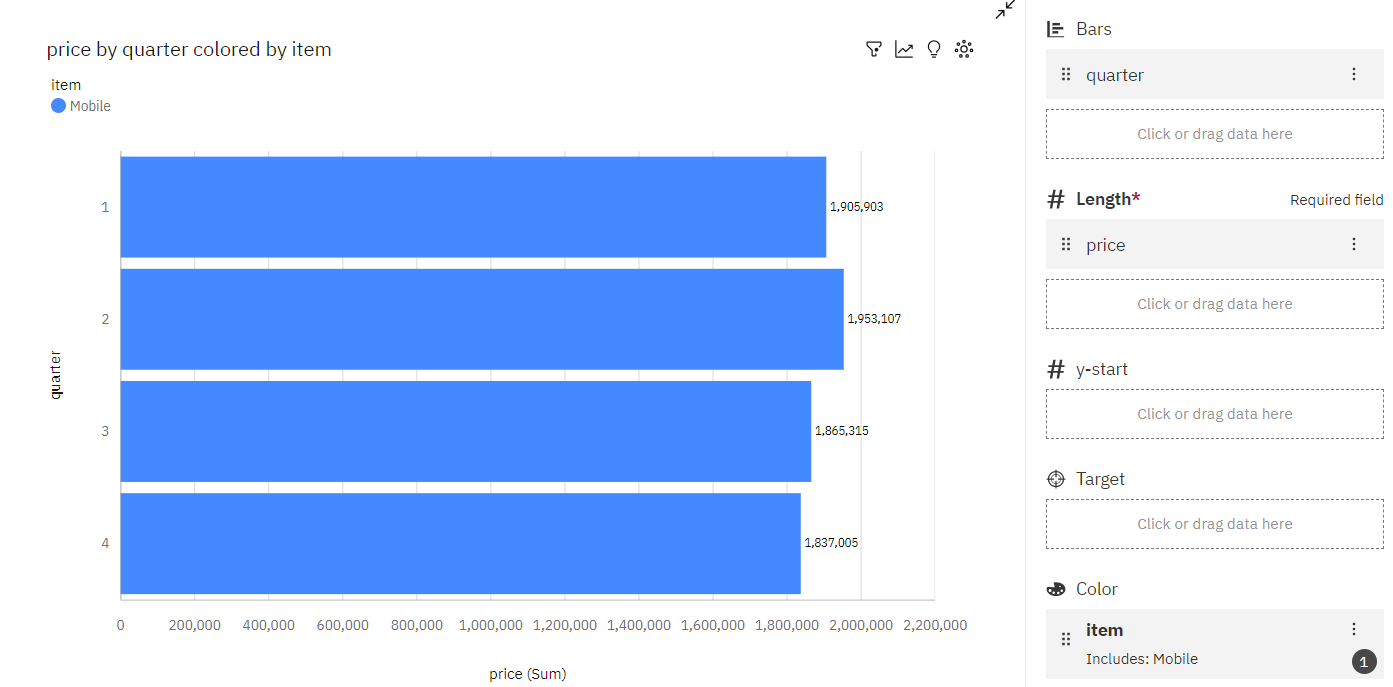 price by quarter colored by item
item
Mobile
1
1,905,903
2
1,953,107
3
1,865,315
4
1,837,005
quarter
0 200,000 400,000 600,000 800,000 1,000,000 1,200,000 1,400,000 1,600,000 1,800,000 2,000,000 2,200,000
price (Sum)
Bars
quarter
Click or drag data here
Length* Required field
price
Click or drag data here
y-start
Click or drag data here
Target
Click or drag data here
Color
item
Includes: Mobile
1